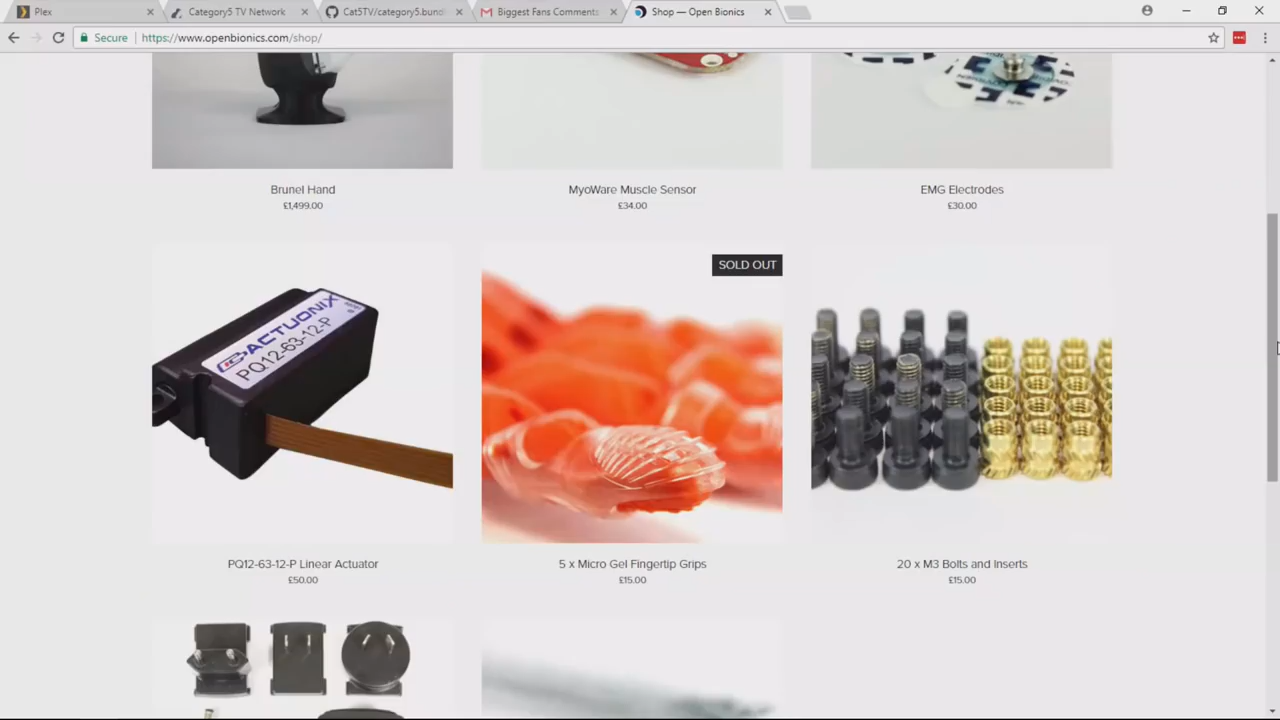 Plex
Category5 TV Network
Cat5TV/category5.bund
Biggest Fans Comments
Shop — Open Bionics
Secure
https://www.openbionics.com/shop/
Brunel Hand
£1,499.00
MyoWare Muscle Sensor
£34.00
EMG Electrodes
£30.00
ACTUONIX
PQ12-63-12-P
SOLD OUT
PQ12-63-12-P Linear Actuator
£50.00
5 x Micro Gel Fingertip Grips
£15.00
20 x M3 Bolts and Inserts
£15.00